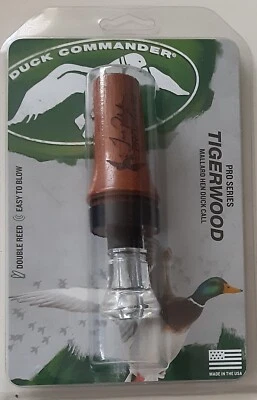 DUCK COMMANDER
PRO SERIES
TIGERWOOD
MALLARD HEN DUCK CALL
DOUBLE REED
EASY TO BLOW
MADE IN THE USA